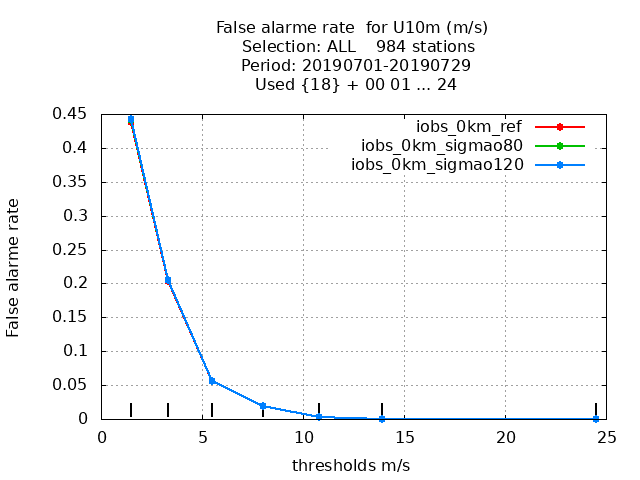 False alarme rate  for U10m (m/s)
Selection: ALL    984 stations
Period: 20190701-20190729
Used {18} + 00 01 ... 24
iobs_0km_ref
iobs_0km_sigmao80
iobs_0km_sigmao120
0.45
0.4
0.35
0.3
0.25
0.2
0.15
0.1
0.05
0
False alarme rate
0 5 10 15 20 25
thresholds m/s